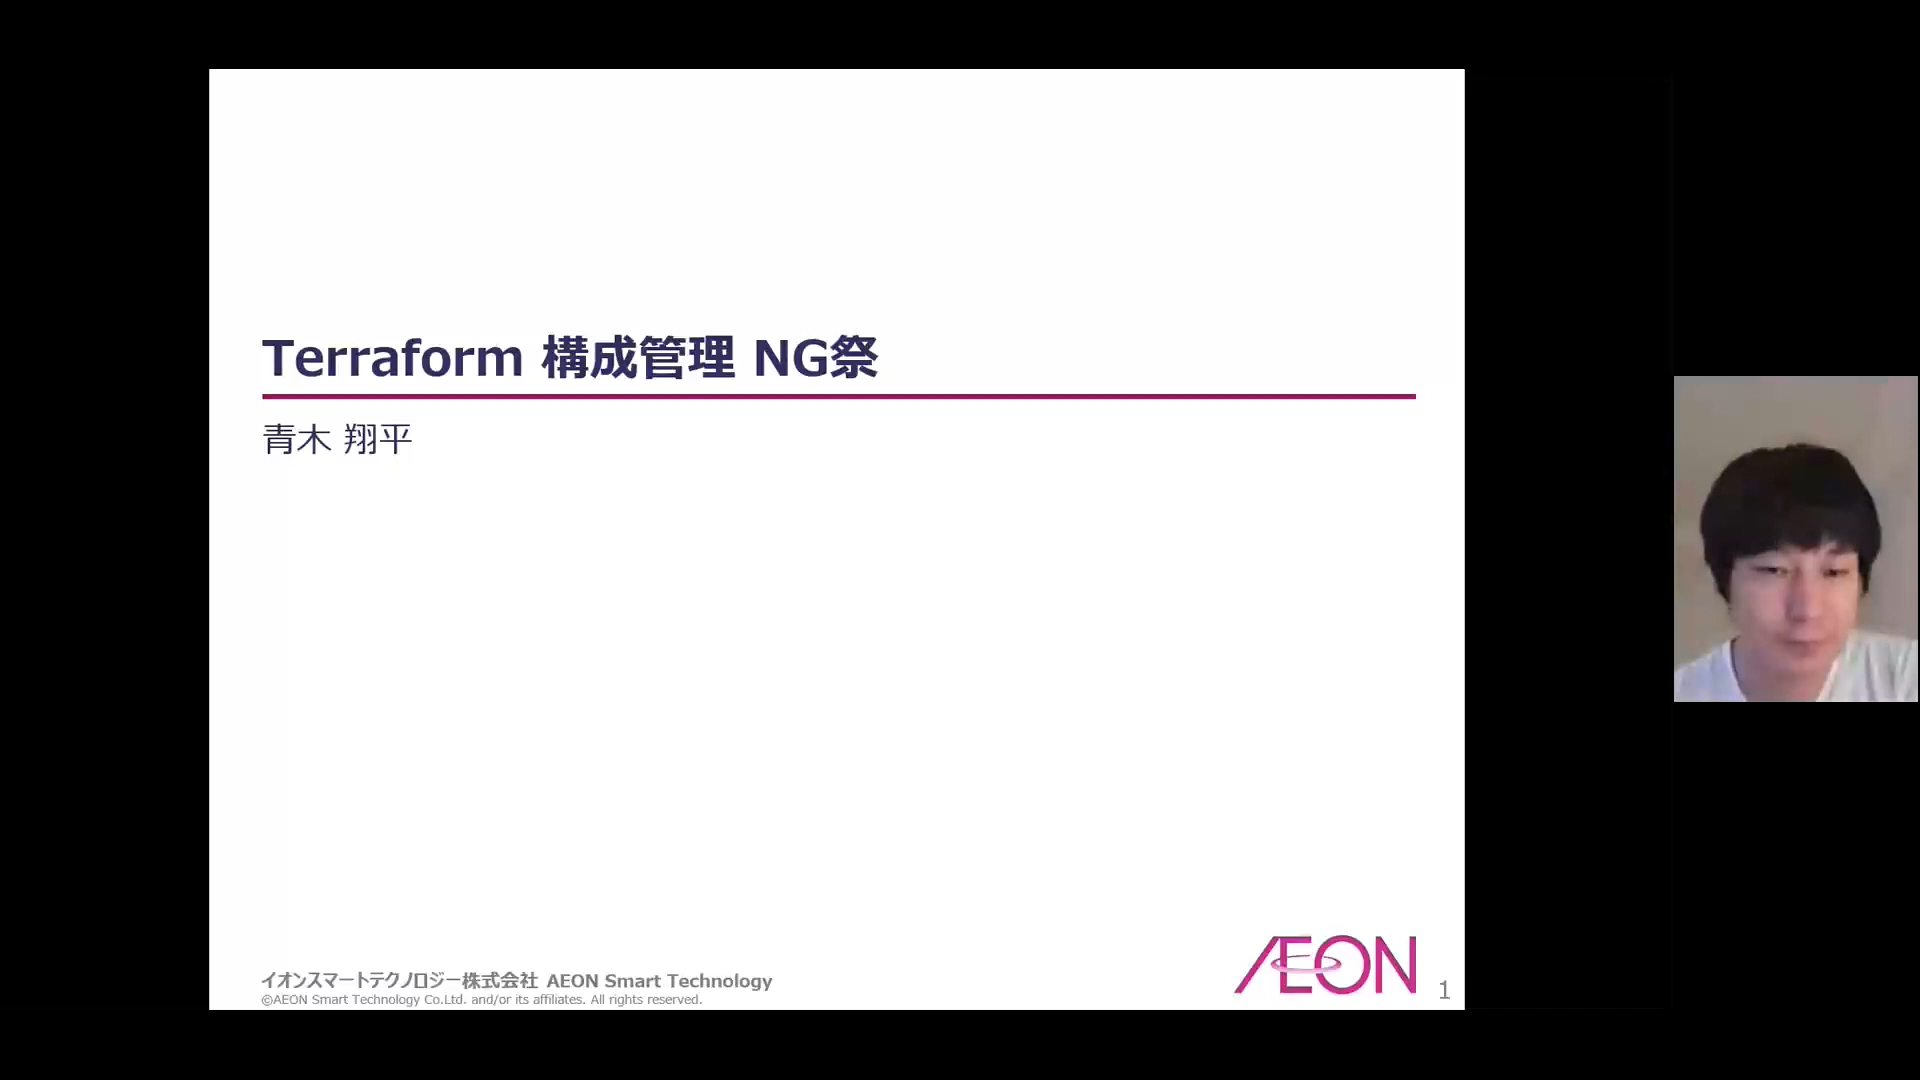 Terraform 構成管理 NG祭
青木 翔平
イオンスマートテクノロジー株式会社 AEON Smart Technology
©AEON Smart Technology Co.Ltd. and/or its affiliates. All rights reserved.
ÆON
1